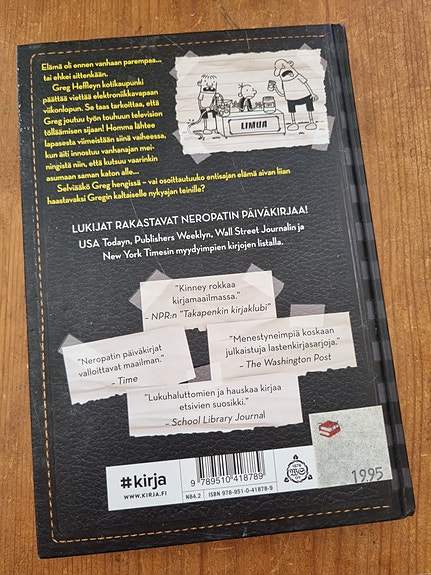 Elämä oli ennen vanhaan parempaa...
tai ehkei sittenkään.
Greg Heffleyn kotikaupunki
päättää viettää elektroniikkavapaan
viikonlopun. Se taas tarkoittaa, että
Greg joutuu työn touhuun television
tölläämisen sijaan! Homma lähtee
lapasesta viimeistään siinä vaiheessa,
kun äiti innostuu vanhanajan mei-
ningistä niin, että kutsuu vaarinkin
asumaan saman katon alle...
Selviääkö Greg hengissä – vai osoittautuuko entisajan elämä aivan liian
haastavaksi Gregin kaltaiselle nykyajan teinille?
LIMUA
LUKIJAT RAKASTAVAT NEROPATIN PÄIVÄKIRJAA!
USA Todayn, Publishers Weeklyn, Wall Street Journalin ja
New York Timesin myydyimpien kirjojen listalla.
"Kinney rokkaa
kirjamaailmassa."
– NPR:n "Takapenkin kirjaklubi"
"Neropatin päiväkirjat
valloittavat maailman."
– Time
"Menestyneimpiä koskaan
julkaistuja lastenkirjasarjoja."
– The Washington Post
"Lukuhaluttomien ja hauskaa kirjaa
etsivien suosikki."
– School Library Journal
#kirja
WWW.KIRJA.FI
9 789510 418789
N84.2
ISBN 978-951-0-41878-9
19.95